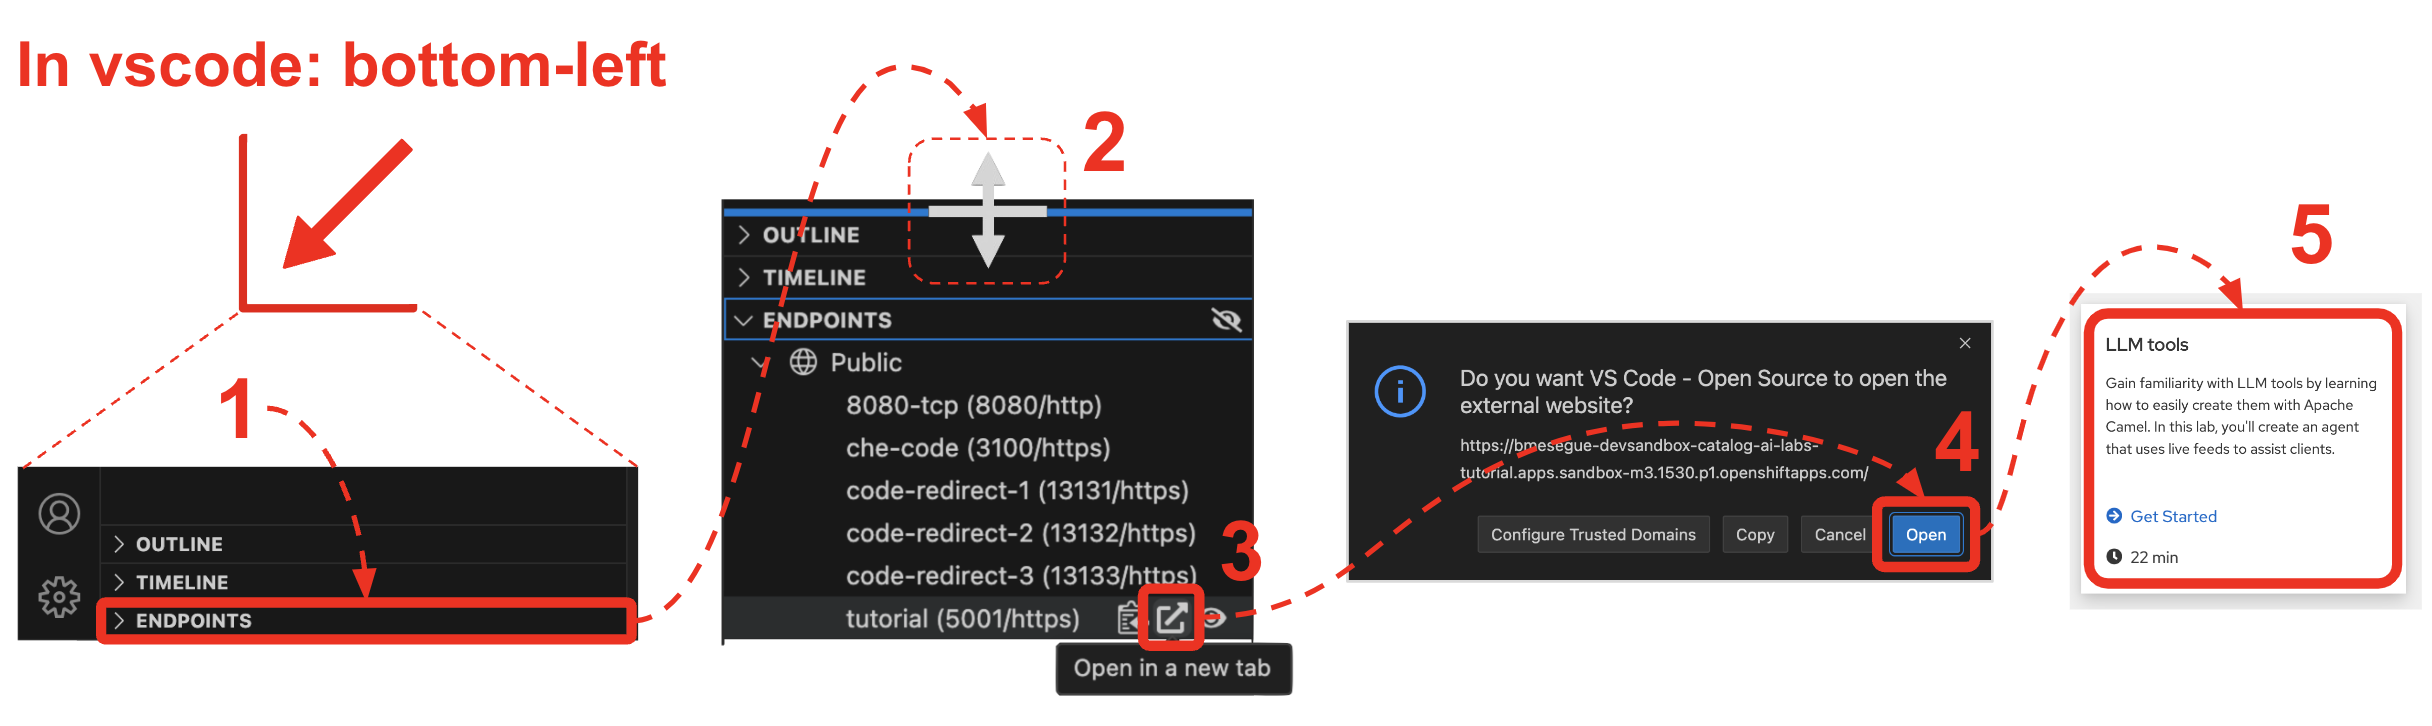 In vscode: bottom-left
1
OUTLINE
TIMELINE
ENDPOINTS
2
OUTLINE
TIMELINE
ENDPOINTS
Public
8080-tcp (8080/http)
che-code (3100/https)
code-redirect-1 (13131/https)
code-redirect-2 (13132/https)
code-redirect-3 (13133/https)
tutorial (5001/https)
3
Open in a new tab
Do you want VS Code - Open Source to open the
external website?
https://bmesegue-devsandbox-catalog-ai-labs-
tutorial.apps.sandbox-m3.1530.p1.openshiftapps.com/
4
Configure Trusted Domains
Copy
Cancel
Open
5
LLM tools
Gain familiarity with LLM tools by learning
how to easily create them with Apache
Camel. In this lab, you'll create an agent
that uses live feeds to assist clients.
Get Started
22 min